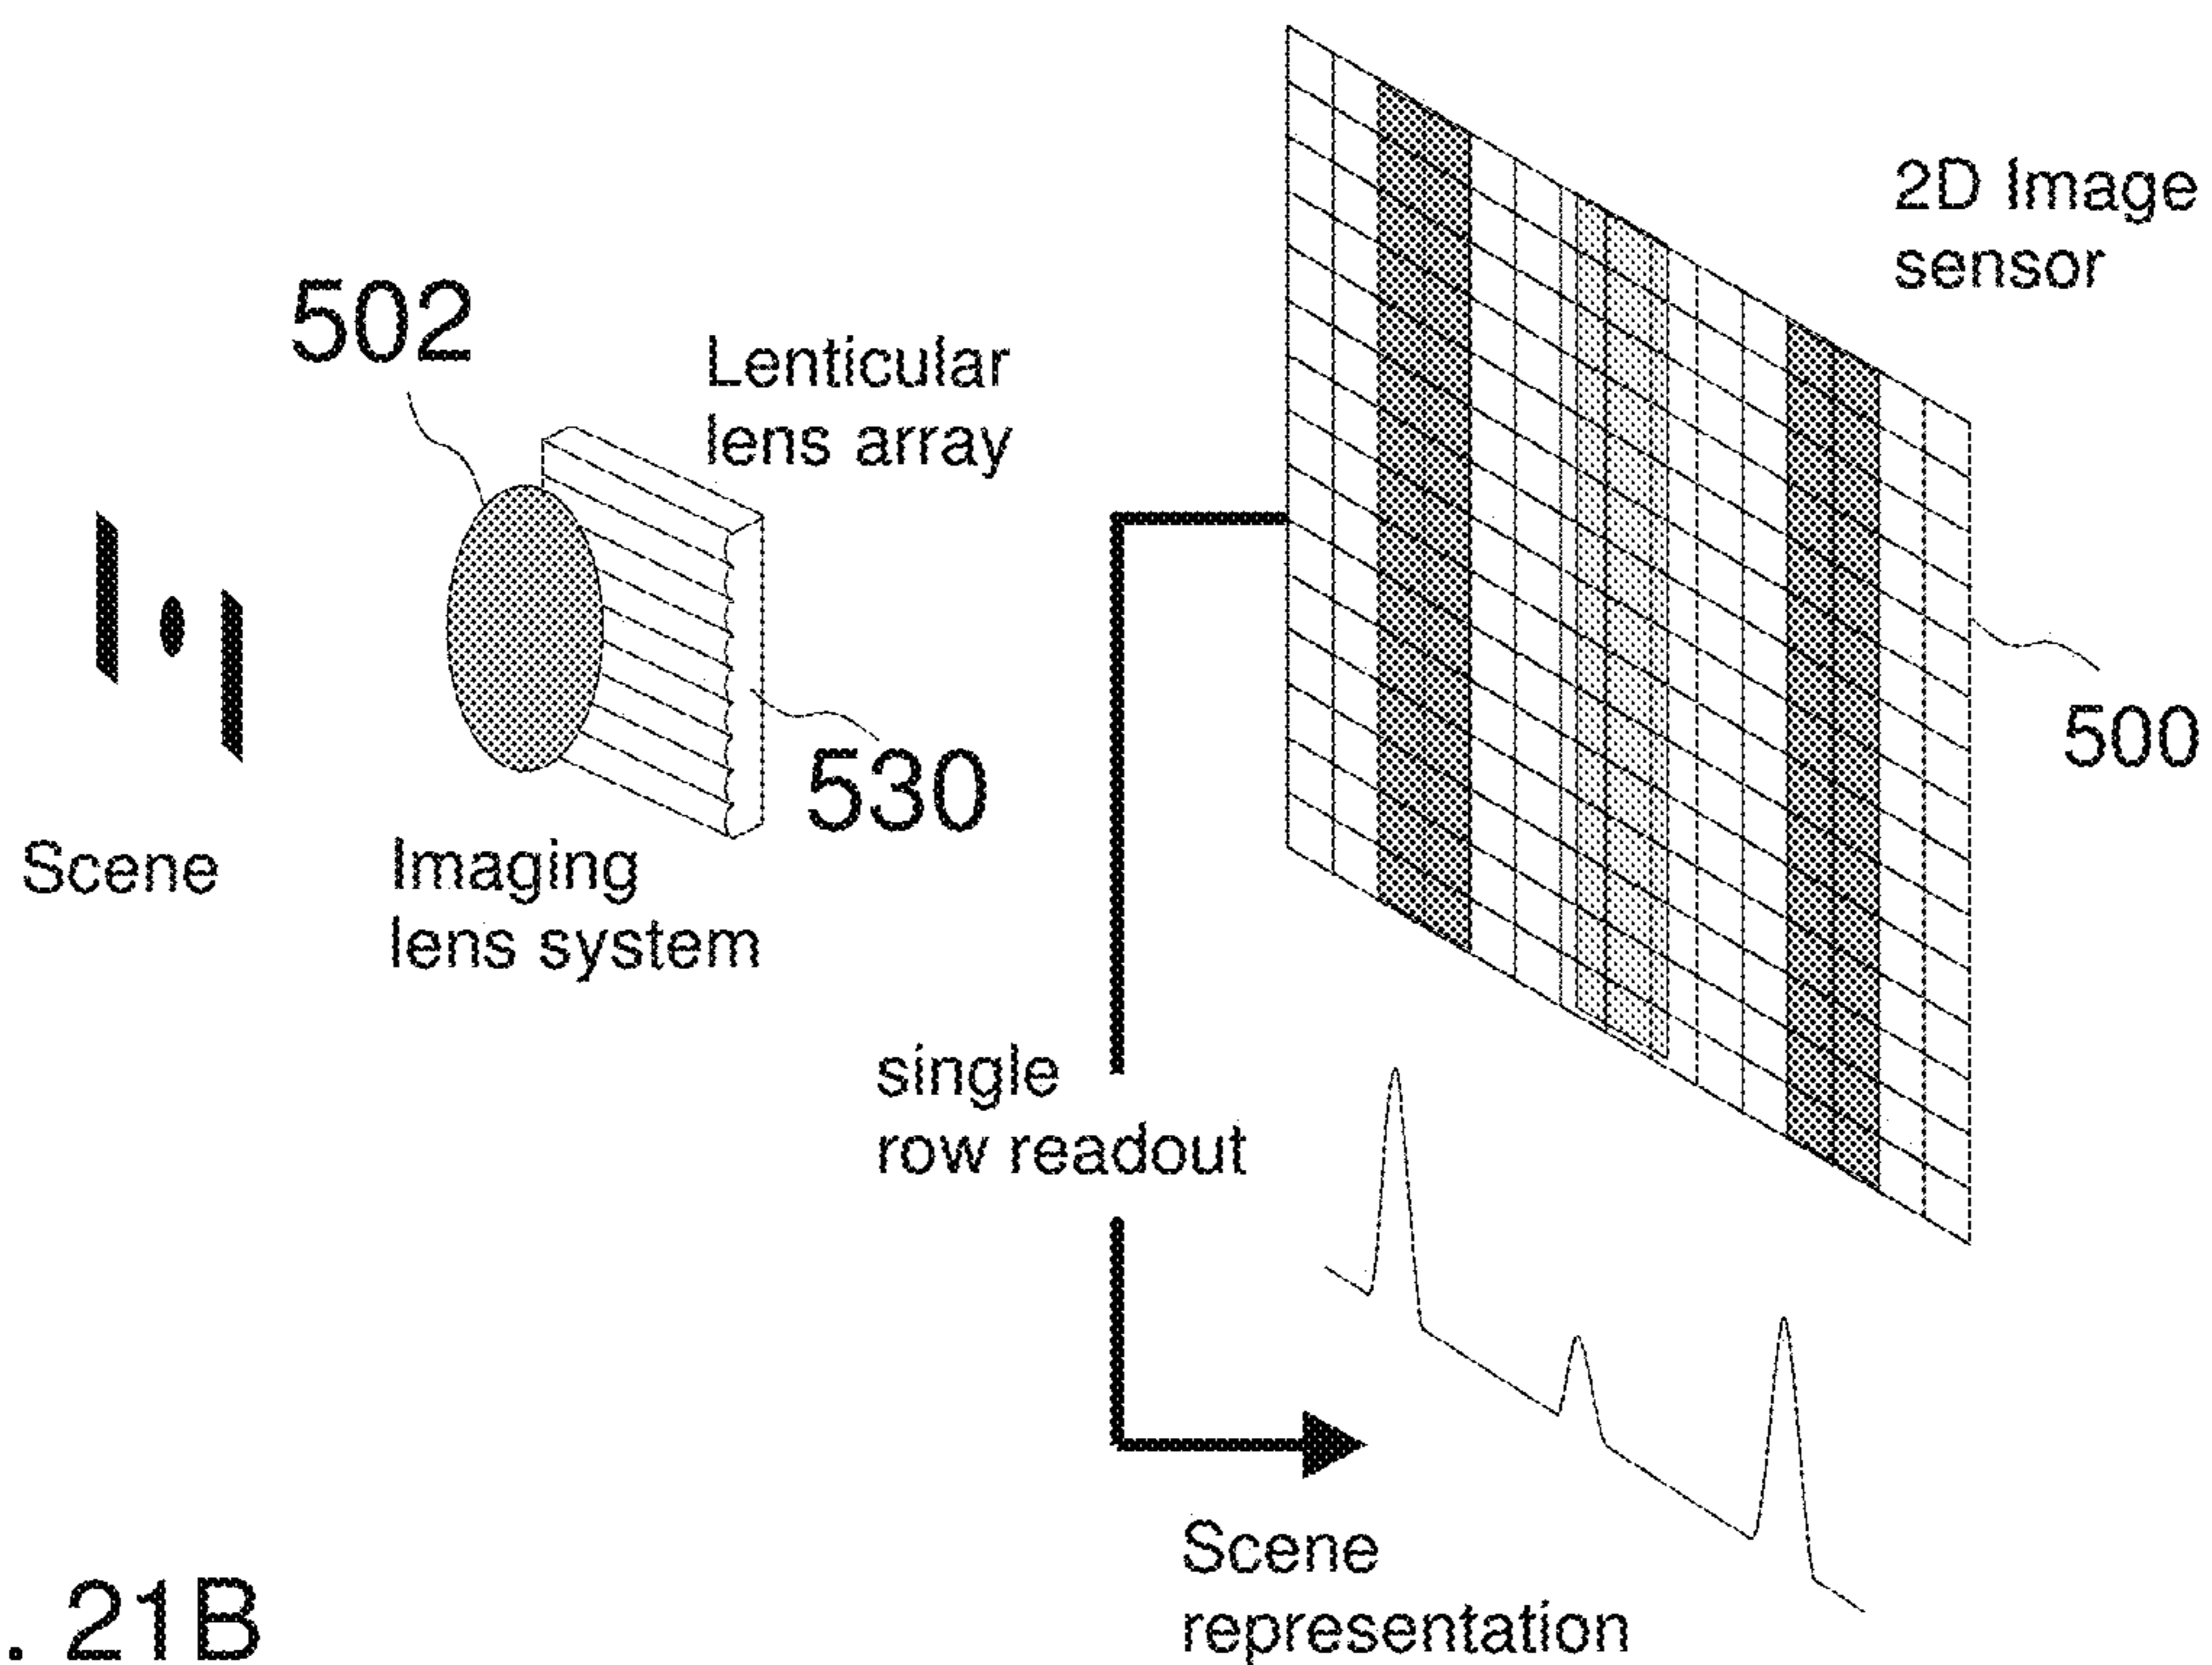 2D Image
sensor
502
Lenticular
lens array
500
530
Scene
Imaging
lens system
single
row readout
Scene
representation
. 21B